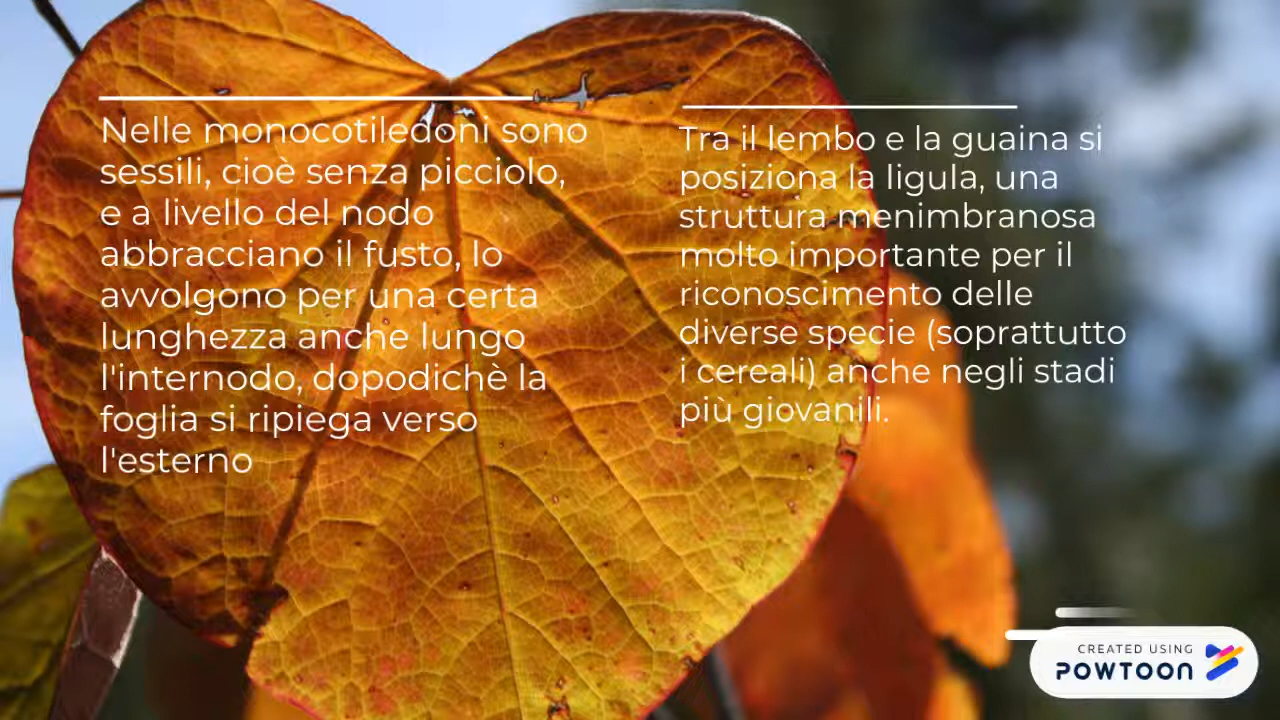 Nelle monocotiledoni sono
sessili, cioè senza picciolo,
e a livello del nodo
abbracciano il fusto, lo
avvolgono per una certa
lunghezza anche lungo
l'internodo, dopodichè la
foglia si ripiega verso
l'esterno
Tra il lembo e la guaina si
posiziona la ligula, una
struttura menimbranosa
molto importante per il
riconoscimento delle
diverse specie (soprattutto
i cereali) anche negli stadi
più giovanili.
CREATED USING
POWTOON